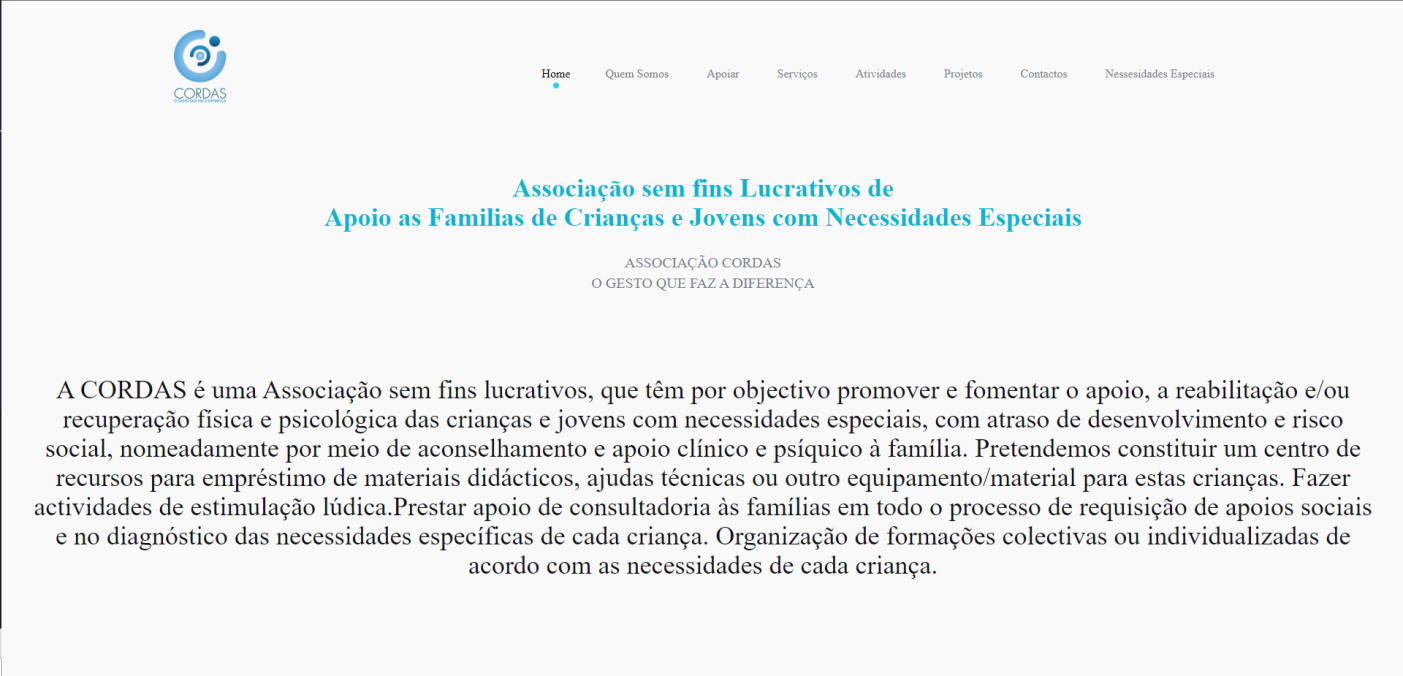 CORDAS
O GESTO QUE FAZ A DIFERENÇA
Home Quem Somos Apoiar Serviços Atividades Projetos Contactos Nessesidades Especiais
Associação sem fins Lucrativos de
Apoio as Familias de Crianças e Jovens com Necessidades Especiais
ASSOCIAÇÃO CORDAS
O GESTO QUE FAZ A DIFERENÇA
A CORDAS é uma Associação sem fins lucrativos, que têm por objectivo promover e fomentar o apoio, a reabilitação e/ou
recuperação física e psicológica das crianças e jovens com necessidades especiais, com atraso de desenvolvimento e risco
social, nomeadamente por meio de aconselhamento e apoio clínico e psíquico à família. Pretendemos constituir um centro de
recursos para empréstimo de materiais didácticos, ajudas técnicas ou outro equipamento/material para estas crianças. Fazer
actividades de estimulação lúdica.Prestar apoio de consultadoria às famílias em todo o processo de requisição de apoios sociais
e no diagnóstico das necessidades específicas de cada criança. Organização de formações colectivas ou individualizadas de
acordo com as necessidades de cada criança.